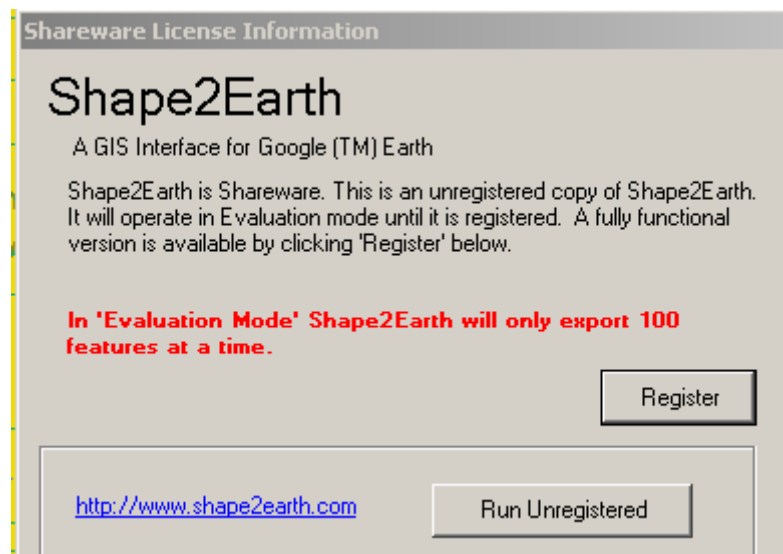 Shareware License Information
Shape2Earth
A GIS Interface for Google (TM) Earth
Shape2Earth is Shareware. This is an unregistered copy of Shape2Earth.
It will operate in Evaluation mode until it is registered.  A fully functional
version is available by clicking 'Register' below.
In 'Evaluation Mode' Shape2Earth will only export 100
features at a time.
Register
http://www.shape2earth.com
Run Unregistered